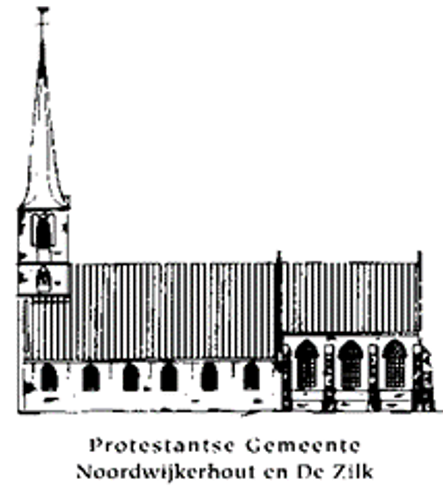 Protestantse Gemeente
Noordwijkerhout en De Zilk